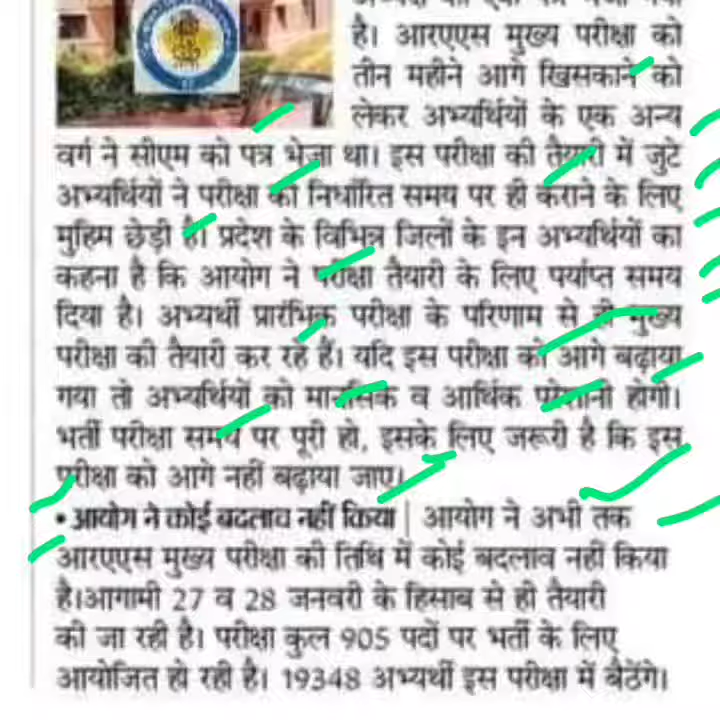 है। आरएएस मुख्य परीक्षा को
तीन महीने आगे खिसकाने को
लेकर अभ्यर्थियों के एक अन्य
वर्ग ने सीएम को पत्र भेजा था। इस परीक्षा की तैयारी में जुटे
अभ्यर्थियों ने परीक्षा को निर्धारित समय पर ही कराने के लिए
मुहिम छेड़ी है। प्रदेश के विभिन्न जिलों के इन अभ्यर्थियों का
कहना है कि आयोग ने परीक्षा तैयारी के लिए पर्याप्त समय
दिया है। अभ्यर्थी प्रारंभिक परीक्षा के परिणाम से ही मुख्य
परीक्षा की तैयारी कर रहे हैं। यदि इस परीक्षा को आगे बढ़ाया
गया तो अभ्यर्थियों को मानसिक व आर्थिक परेशानी होगी।
भर्ती परीक्षा समय पर पूरी हो, इसके लिए जरूरी है कि इस
परीक्षा को आगे नहीं बढ़ाया जाए।
•आयोग ने कोई बदलाव नहीं किया| आयोग ने अभी तक
आरएएस मुख्य परीक्षा की तिथि में कोई बदलाव नहीं किया
है।आगामी 27 व 28 जनवरी के हिसाब से ही तैयारी
की जा रही है। परीक्षा कुल 905 पदों पर भर्ती के लिए
आयोजित हो रही है। 19348 अभ्यर्थी इस परीक्षा में बैठेंगे।